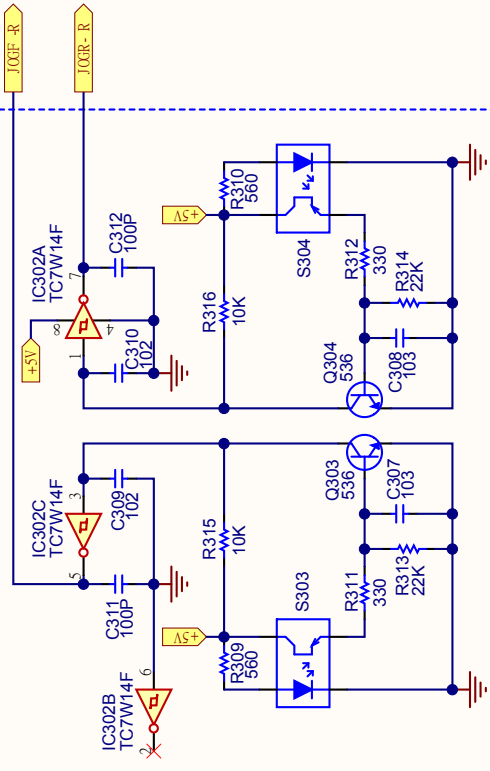 JOGF -R
JOGR- R
IC302A
TC7W14F
7
8
4
1
+5V
C312
100P
C310
102
R310
560
+5V
R316
10K
S304
R312
330
R314
22K
Q304
536
C308
103
IC302C
TC7W14F
3
5
C309
102
C311
100P
R315
10K
Q303
536
C307
103
+5V
R309
560
S303
R311
330
R313
22K
IC302B
TC7W14F
6
2